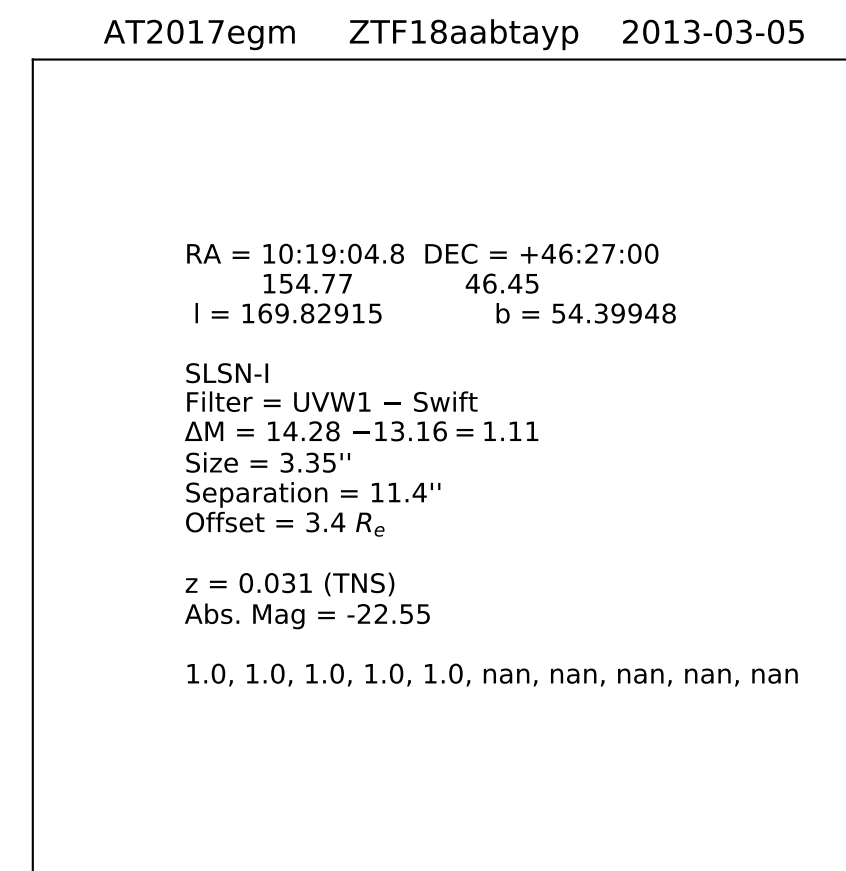 AT2017egm ZTF18aabtayp 2013-03-05
RA = 10:19:04.8 DEC = +46:27:00
154.77 46.45
l = 169.82915 b = 54.39948
SLSN-I
Filter = UVW1 − Swift
ΔM = 14.28 −13.16 = 1.11
Size = 3.35''
Separation = 11.4''
Offset = 3.4 Re
z = 0.031 (TNS)
Abs. Mag = -22.55
1.0, 1.0, 1.0, 1.0, 1.0, nan, nan, nan, nan, nan